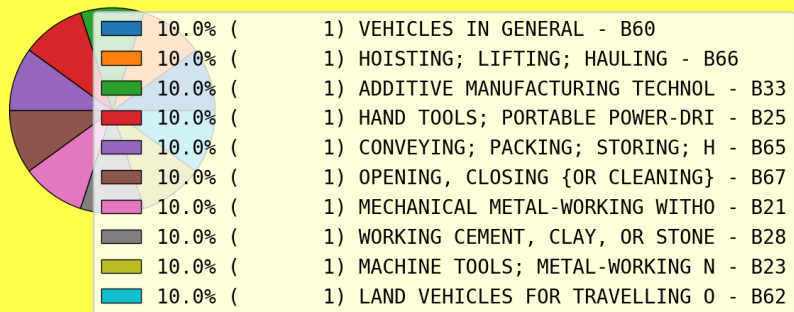 10.0% (       1) VEHICLES IN GENERAL - B60
10.0% (       1) HOISTING; LIFTING; HAULING - B66
10.0% (       1) ADDITIVE MANUFACTURING TECHNOL - B33
10.0% (       1) HAND TOOLS; PORTABLE POWER-DRI - B25
10.0% (       1) CONVEYING; PACKING; STORING; H - B65
10.0% (       1) OPENING, CLOSING {OR CLEANING} - B67
10.0% (       1) MECHANICAL METAL-WORKING WITHO - B21
10.0% (       1) WORKING CEMENT, CLAY, OR STONE - B28
10.0% (       1) MACHINE TOOLS; METAL-WORKING N - B23
10.0% (       1) LAND VEHICLES FOR TRAVELLING O - B62